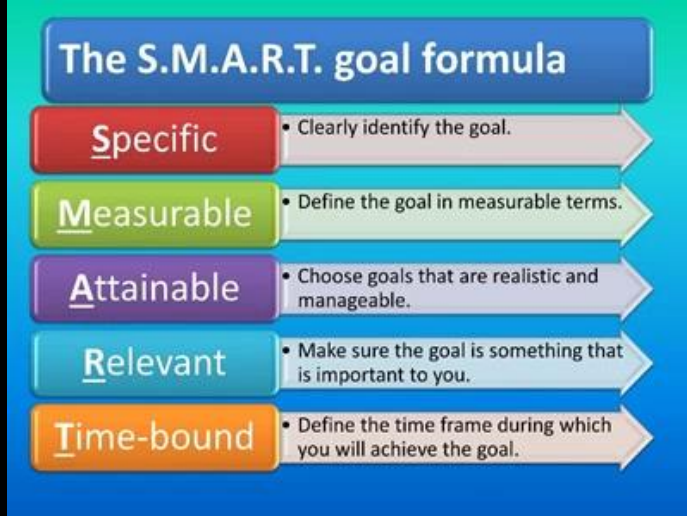 The S.M.A.R.T. goal formula
Specific
• Clearly identify the goal.
Measurable
• Define the goal in measurable terms.
Attainable
• Choose goals that are realistic and
manageable.
Relevant
• Make sure the goal is something that
is important to you.
Time-bound
• Define the time frame during which
you will achieve the goal.